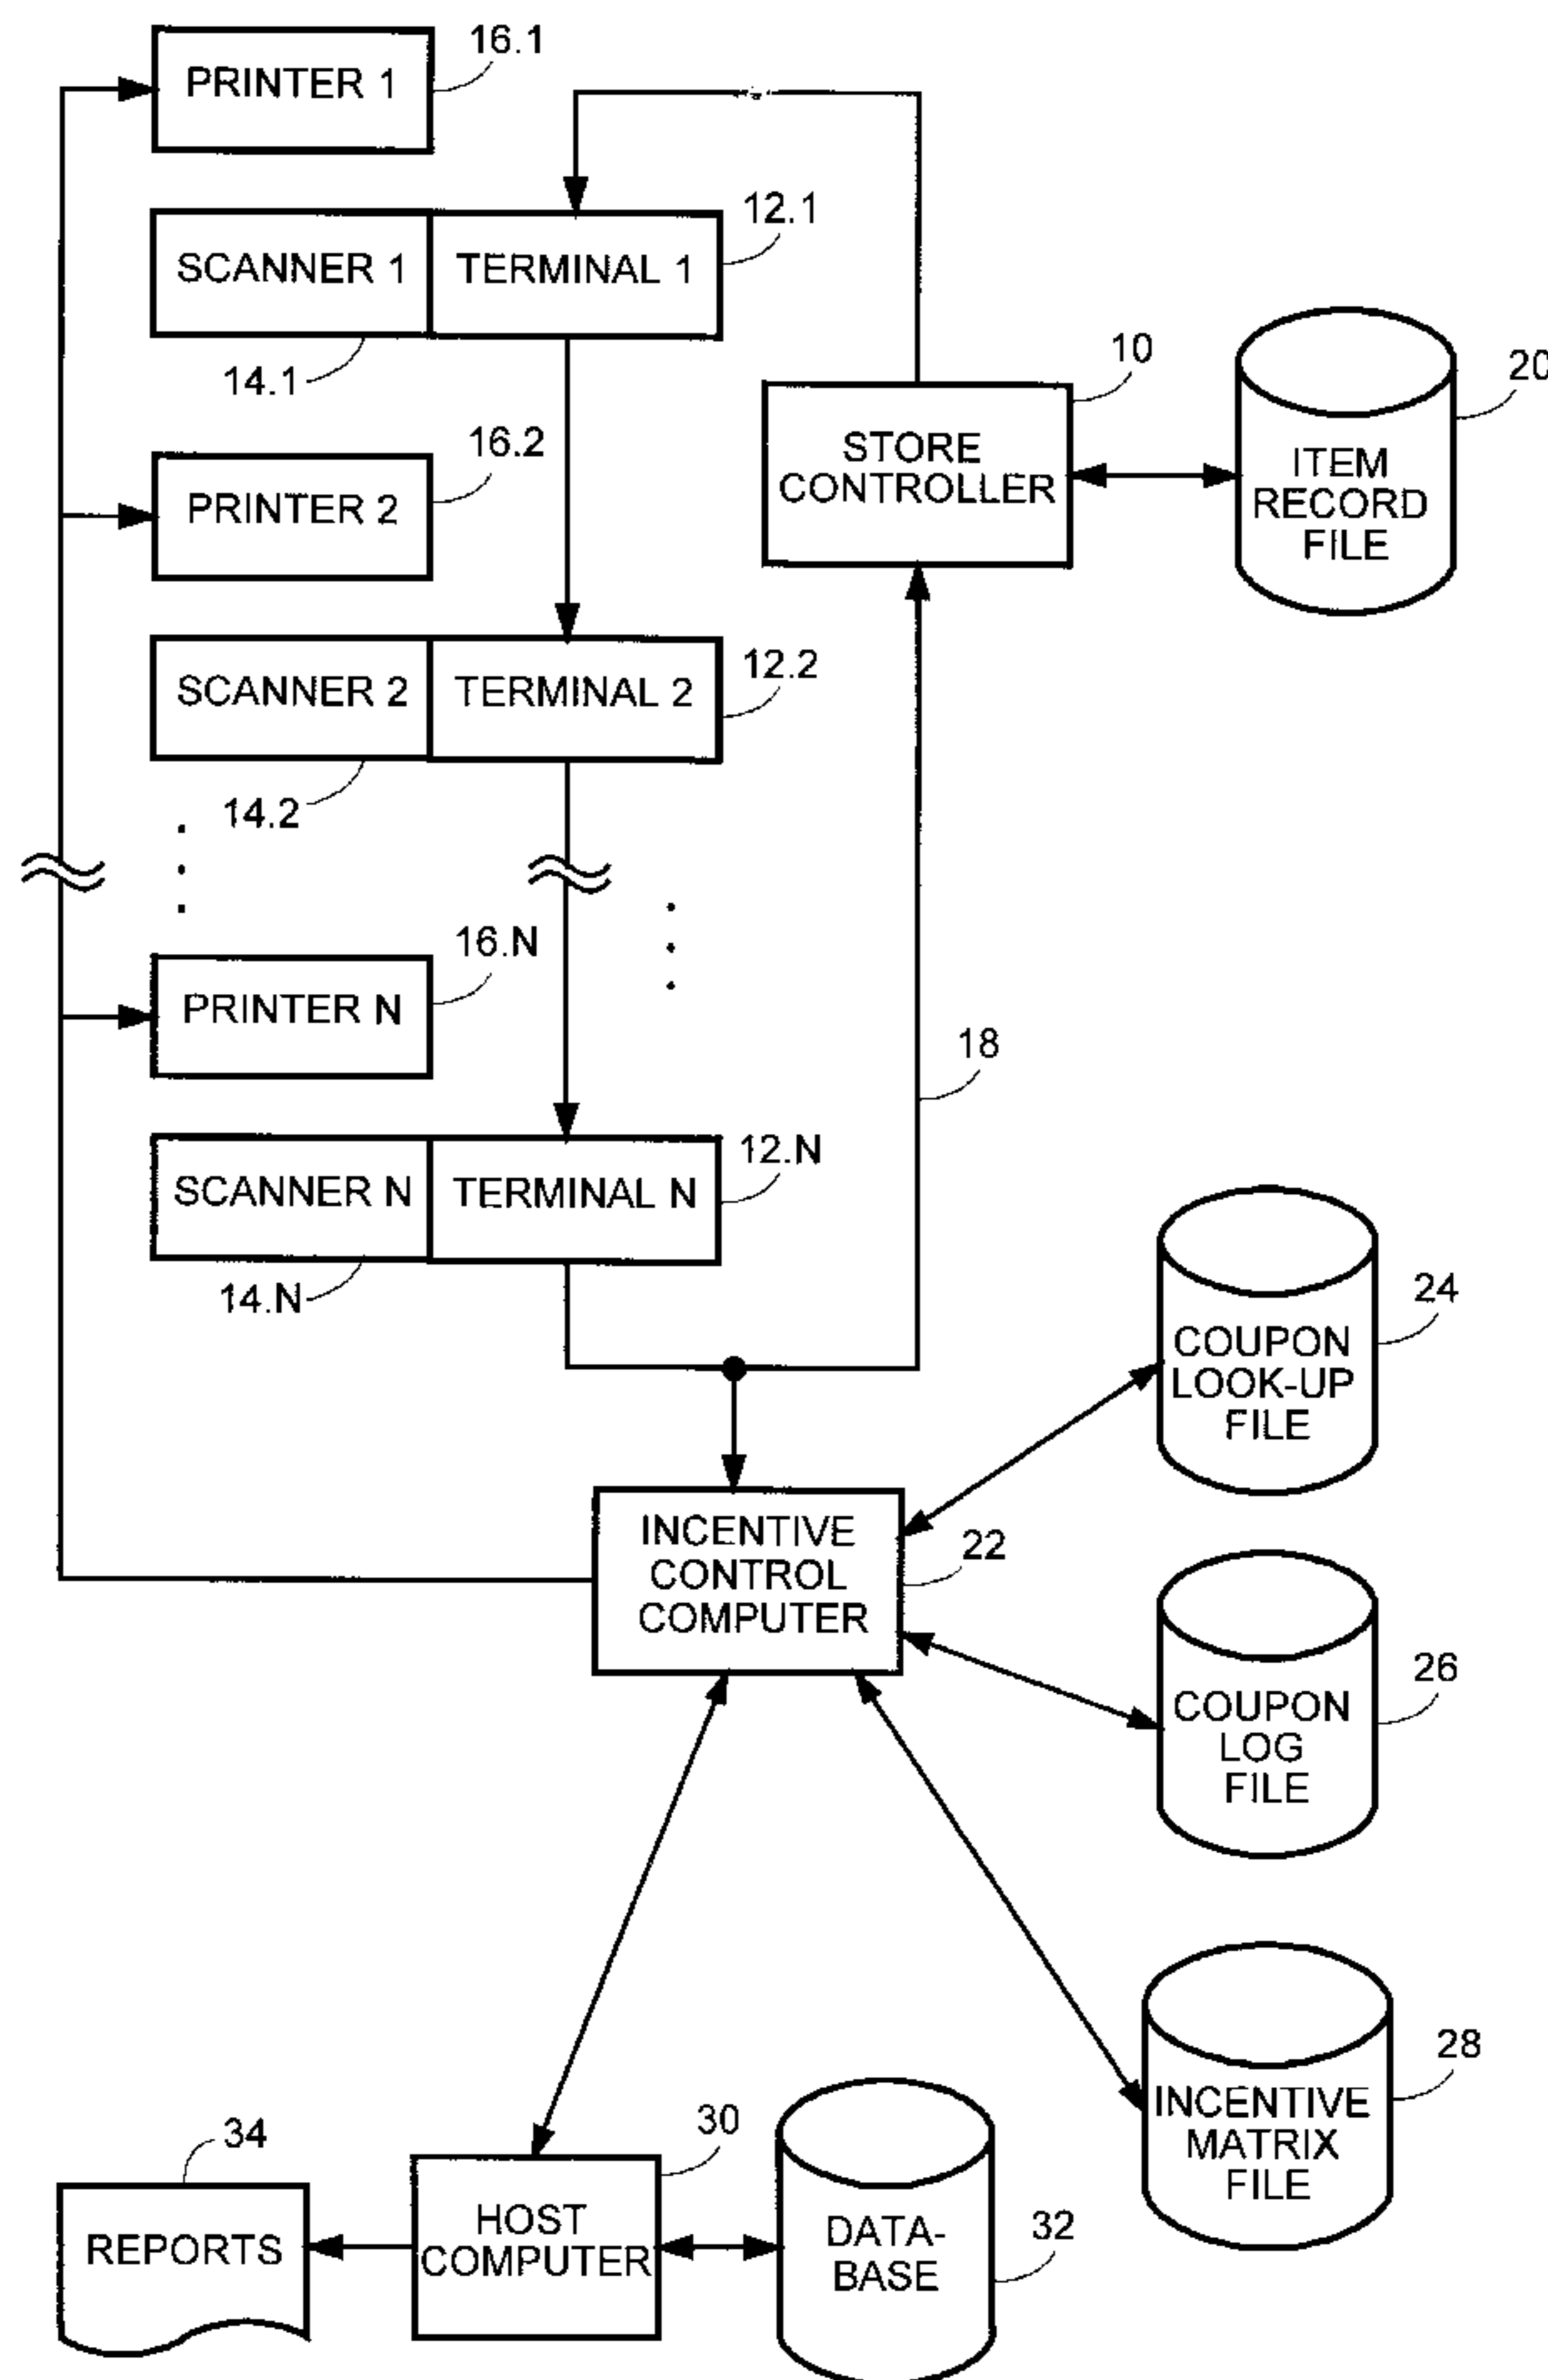 PRINTER 1
16.1
SCANNER 1
TERMINAL 1
12.1
14.1
10
STORE
CONTROLLER
20
ITEM
RECORD
FILE
16.2
PRINTER 2
SCANNER 2
TERMINAL 2
12.2
14.2
16.N
PRINTER N
18
SCANNER N
TERMINAL N
12.N
14.N
24
COUPON
LOOK-UP
FILE
INCENTIVE
CONTROL
COMPUTER
22
26
COUPON
LOG
FILE
28
INCENTIVE
MATRIX
FILE
34
REPORTS
30
HOST
COMPUTER
DATA-
BASE
32